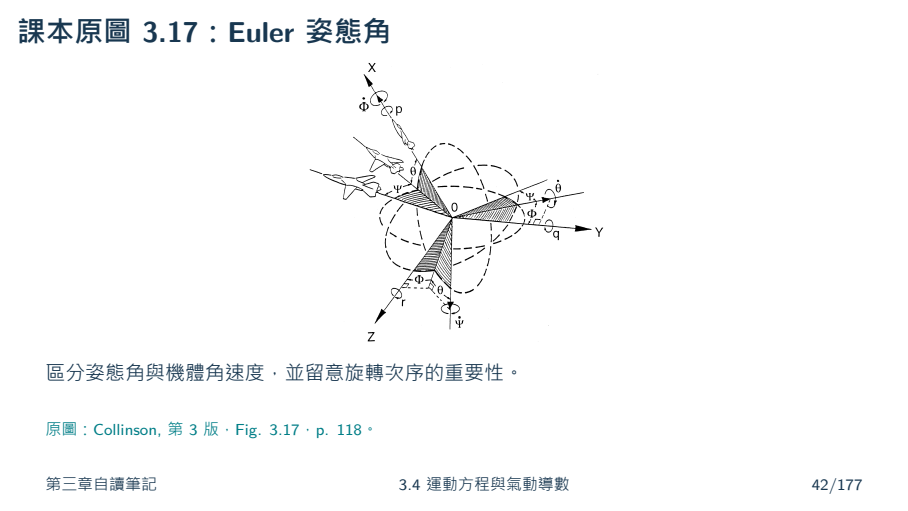 課本原圖 3.17：Euler 姿態角
X
Φ̇
p
θ
Ψ
0
Ψ
θ̇
Φ
q
Y
Φ
θ
r
Ψ̇
Z
區分姿態角與機體角速度，並留意旋轉次序的重要性。
原圖：Collinson, 第 3 版，Fig. 3.17，p. 118。
第三章自讀筆記
3.4 運動方程與氣動導數
42/177